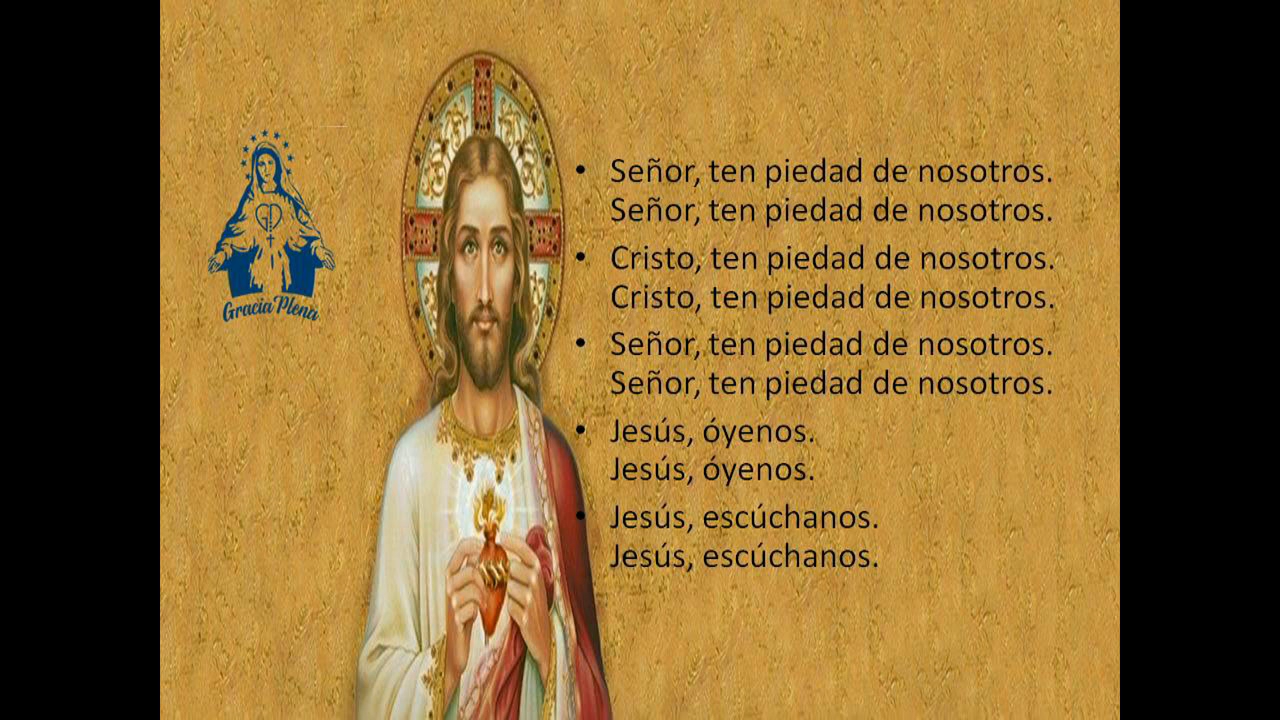 Gracia Plena
• Señor, ten piedad de nosotros.
Señor, ten piedad de nosotros.
• Cristo, ten piedad de nosotros.
Cristo, ten piedad de nosotros.
• Señor, ten piedad de nosotros.
Señor, ten piedad de nosotros.
• Jesús, óyenos.
Jesús, óyenos.
• Jesús, escúchanos.
Jesús, escúchanos.